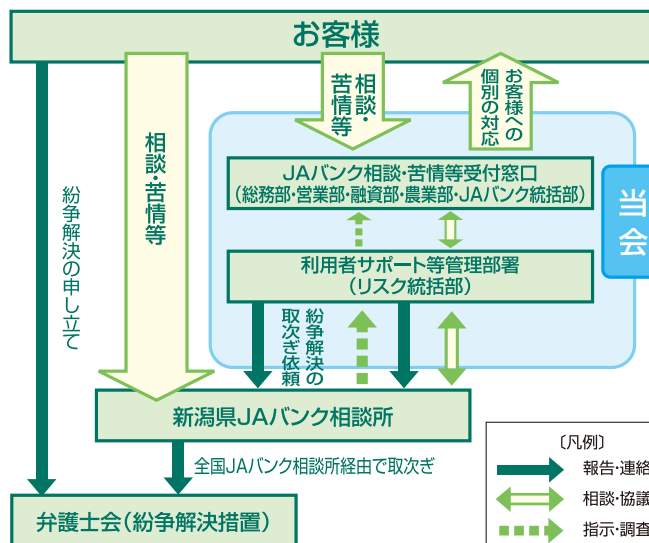 お客様
相談・
苦情等
お客様への
個別の対応
相談・苦情等
紛争解決の申し立て
JAバンク相談・苦情等受付窓口
（総務部・営業部・融資部・農業部・JAバンク統括部）
当
会
利用者サポート等管理部署
（リスク統括部）
紛争解決の
取次ぎ依頼
新潟県JAバンク相談所
全国JAバンク相談所経由で取次ぎ
弁護士会（紛争解決措置）
〔凡例〕
報告・連絡
相談・協議
指示・調査